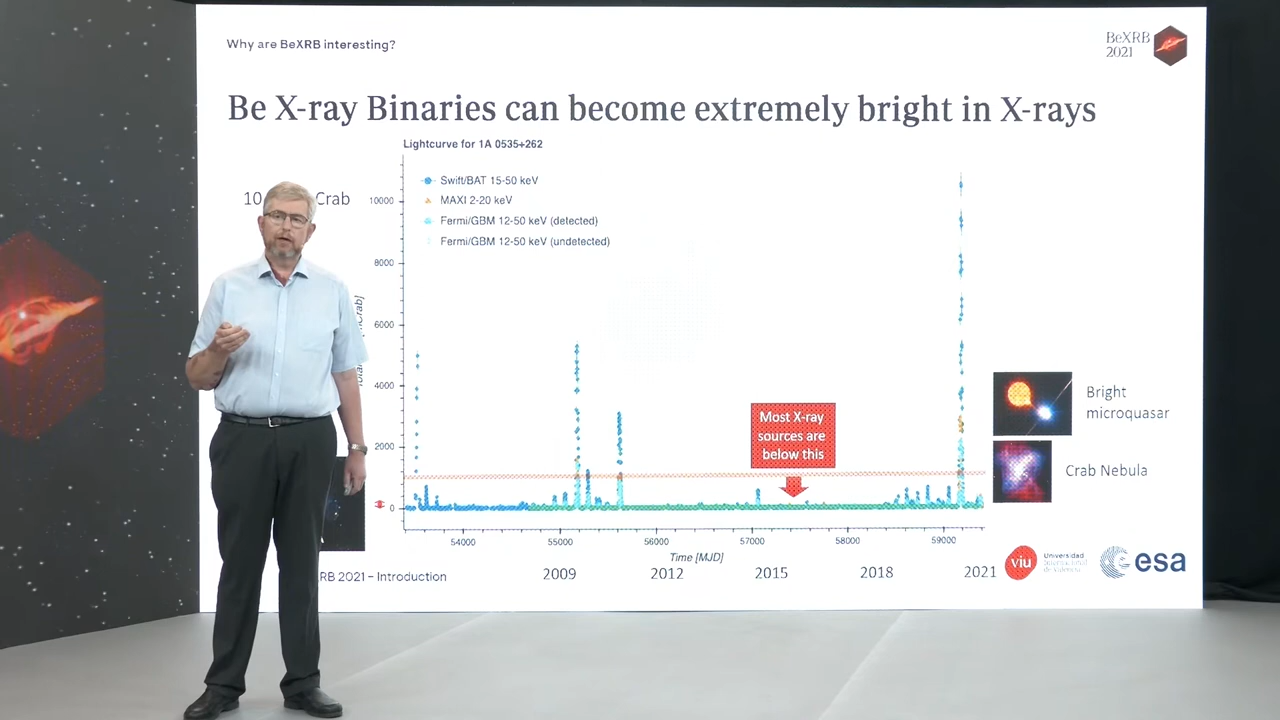 Why are BeXRB interesting?
BeXRB
2021
Be X-ray Binaries can become extremely bright in X-rays
Lightcurve for 1A 0535+262
10
Crab
Swift/BAT 15-50 keV
MAXI 2-20 keV
Fermi/GBM 12-50 keV (detected)
Fermi/GBM 12-50 keV (undetected)
10000
8000
6000
4000
2000
0
Most X-ray
sources are
below this
Bright
microquasar
Crab Nebula
54000
55000
56000
57000
58000
59000
Time [MJD]
2009
2012
2015
2018
2021
RB 2021 – Introduction
viu
Universidad
Internacional
de Valencia
esa